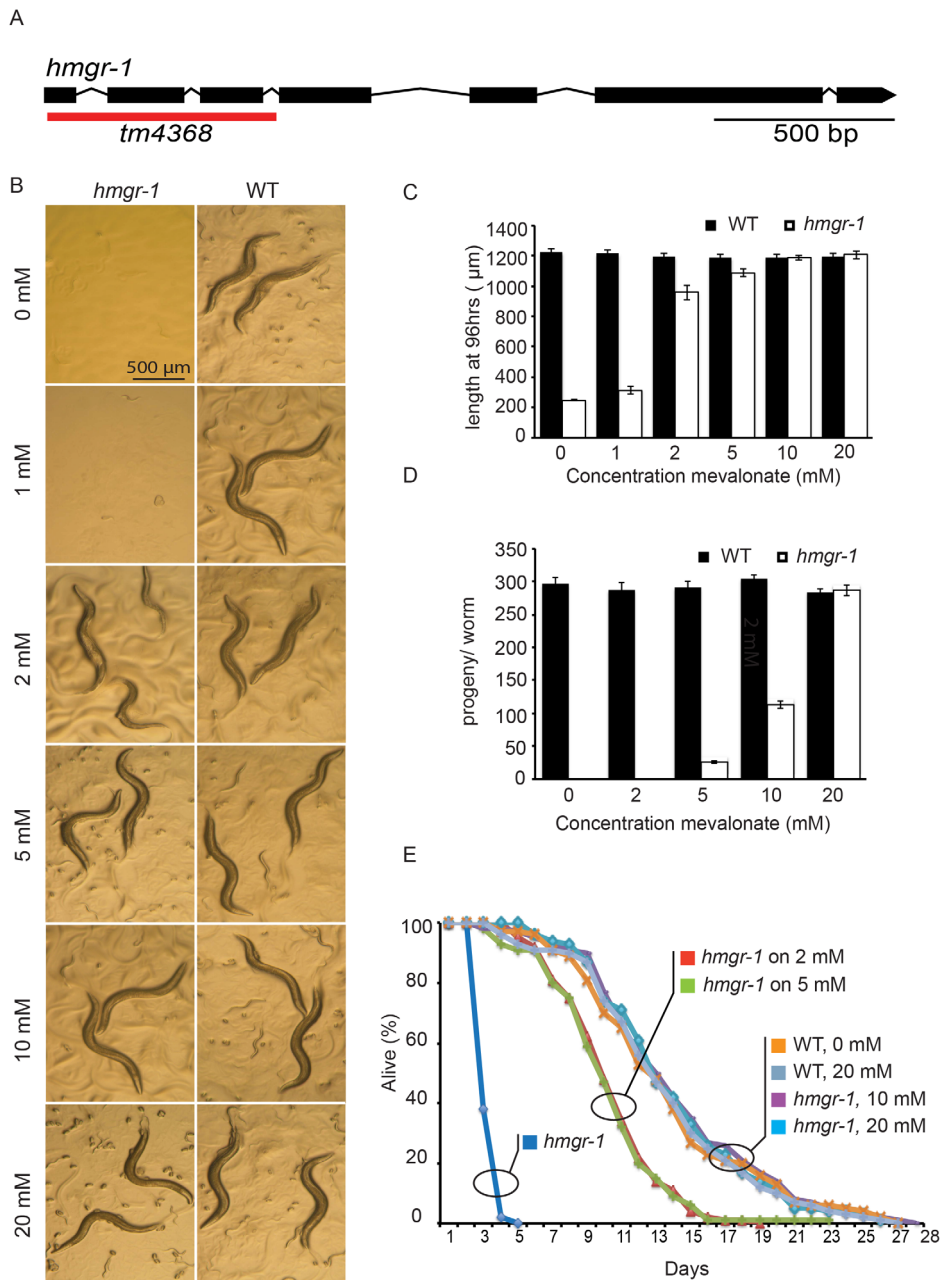 A
hmgr-1
tm4368
500 bp
B
hmgr-1 WT
0 mM
500 µm
1 mM
2 mM
5 mM
10 mM
20 mM
C
WT hmgr-1
length at 96hrs ( µm)
1400
1200
1000
800
600
400
200
0
0 1 2 5 10 20
Concentration mevalonate (mM)
D
WT hmgr-1
progeny/ worm
350
300
250
200
150
100
50
0
2 mM
0 2 5 10 20
Concentration mevalonate (mM)
E
Alive (%)
100
80
60
40
20
0
hmgr-1 on 2 mM
hmgr-1 on 5 mM
WT, 0 mM
WT, 20 mM
hmgr-1, 10 mM
hmgr-1, 20 mM
hmgr-1
1 3 5 7 9 11 13 15 17 19 21 23 25 27 28
Days